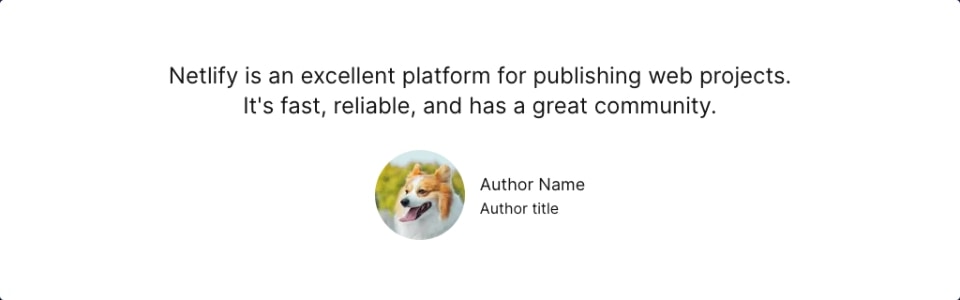 Netlify is an excellent platform for publishing web projects.
It's fast, reliable, and has a great community.
Author Name
Author title